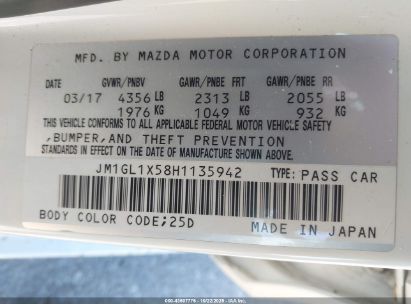 MFD. BY MAZDA MOTOR CORPORATION
DATE GVWR/PNBV GAWR/PNBE FRT GAWR/PNBE RR
03/17 4356 LB 2313 LB 2055 LB
1976 KG 1049 KG 932 KG
THIS VEHICLE CONFORMS TO ALL APPLICABLE FEDERAL MOTOR VEHICLE SAFETY
,BUMPER,AND THEFT PREVENTION
STANDARDS IN EFFECT ON THE DATE OF MANUFACTURE SHOWN ABOVE.
JM1GL1X58H1135942 TYPE: PASS CAR
BODY COLOR CODE;25D MADE IN JAPAN